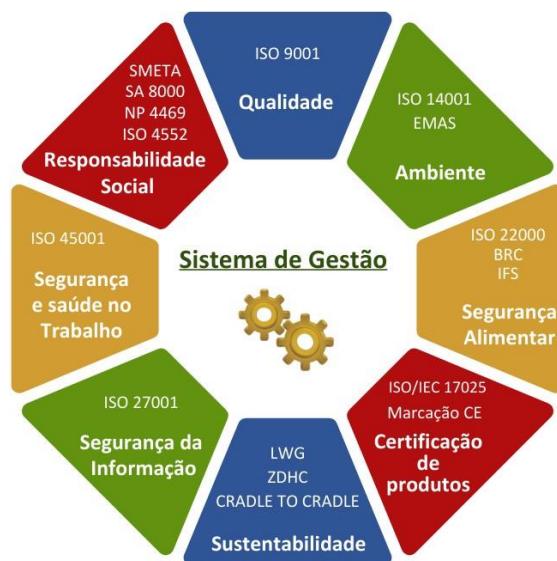 ISO 9001
Qualidade
ISO 14001
EMAS
Ambiente
ISO 22000
BRC
IFS
Segurança
Alimentar
ISO/IEC 17025
Marcação CE
Certificação
de
produtos
LWG
ZDHC
CRADLE TO CRADLE
Sustentabilidade
ISO 27001
Segurança da
Informação
ISO 45001
Segurança
e saúde no
Trabalho
SMETA
SA 8000
NP 4469
ISO 4552
Responsabilidade
Social
Sistema de Gestão